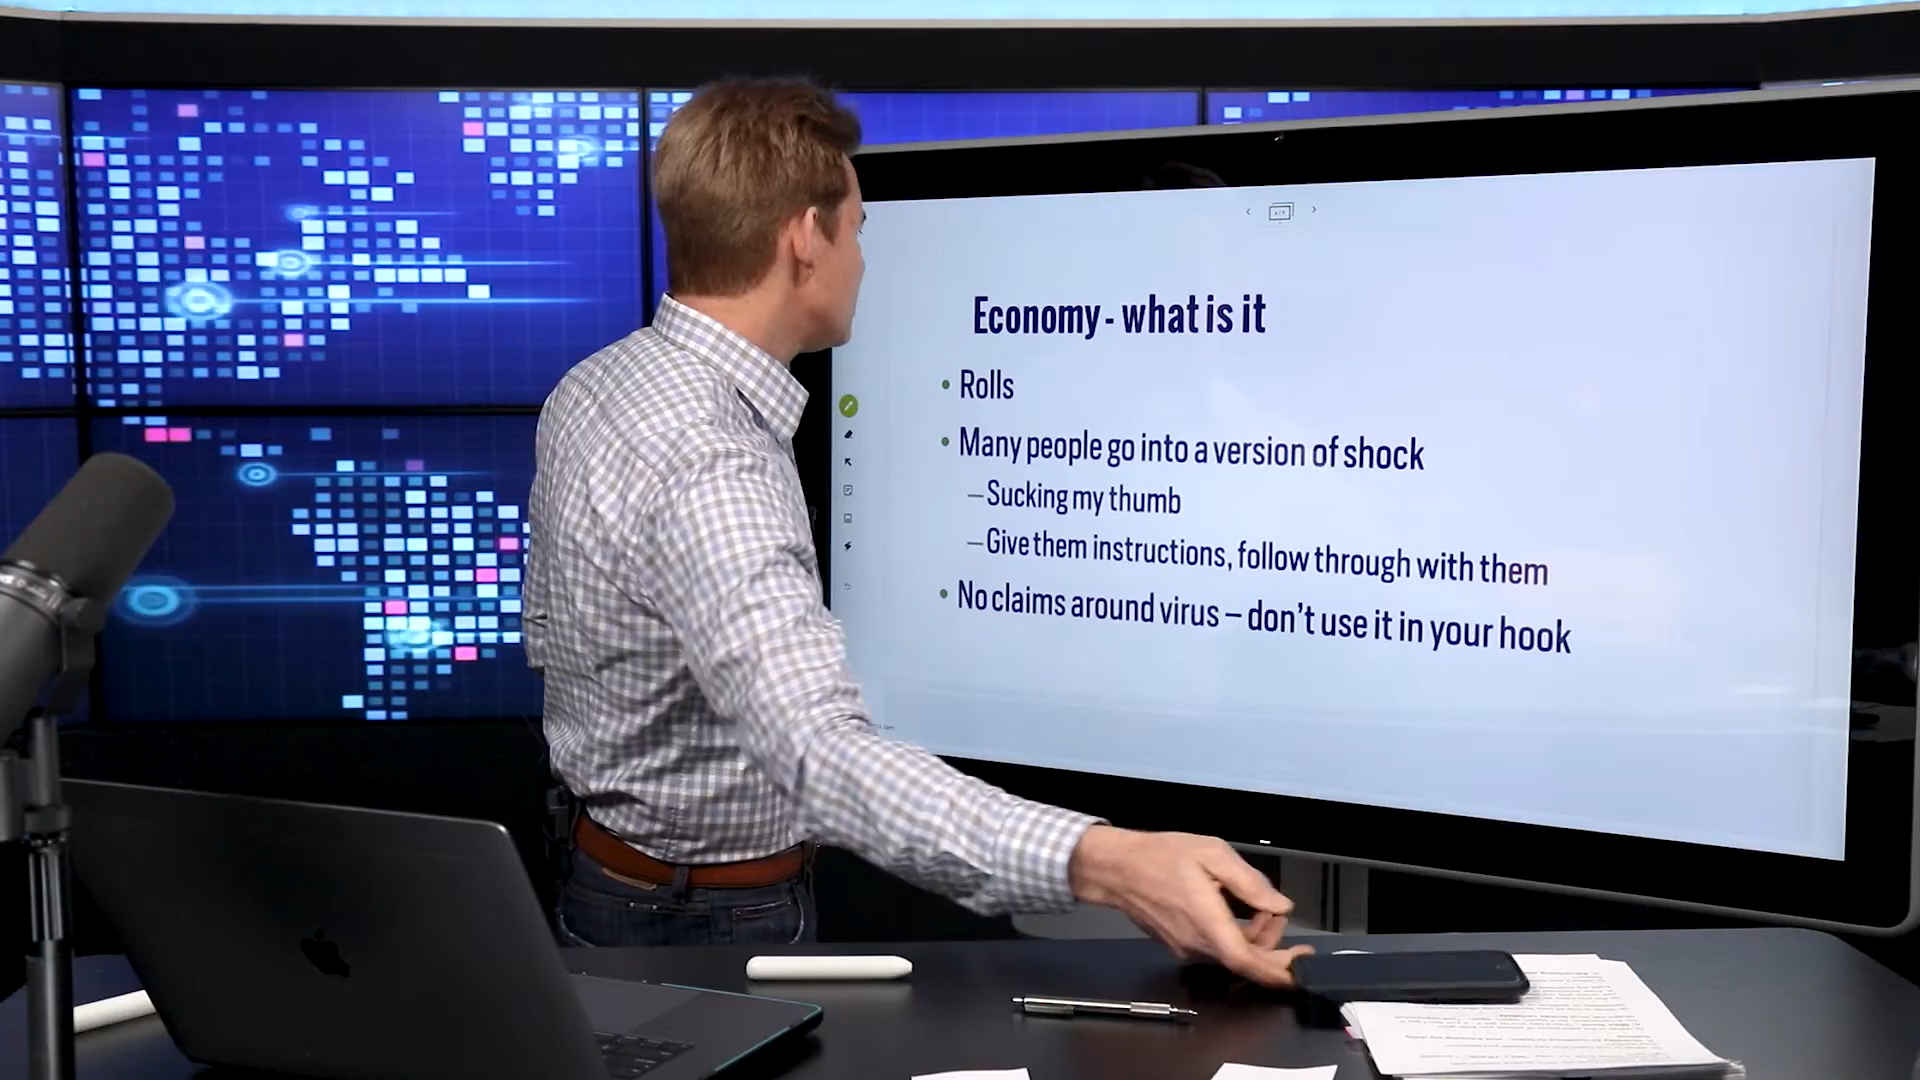 Economy - what is it
• Rolls
• Many people go into a version of shock
– Sucking my thumb
– Give them instructions, follow through with them
• No claims around virus – don't use it in your hook